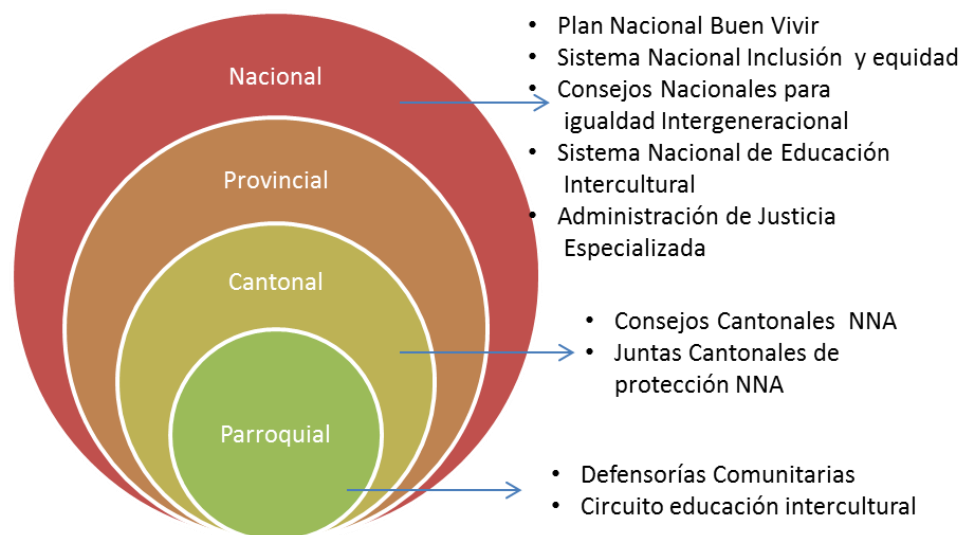 Nacional
Provincial
Cantonal
Parroquial
• Plan Nacional Buen Vivir
• Sistema Nacional Inclusión y equidad
• Consejos Nacionales para
igualdad Intergeneracional
• Sistema Nacional de Educación
Intercultural
• Administración de Justicia
Especializada
• Consejos Cantonales NNA
• Juntas Cantonales de
protección NNA
• Defensorías Comunitarias
• Circuito educación intercultural